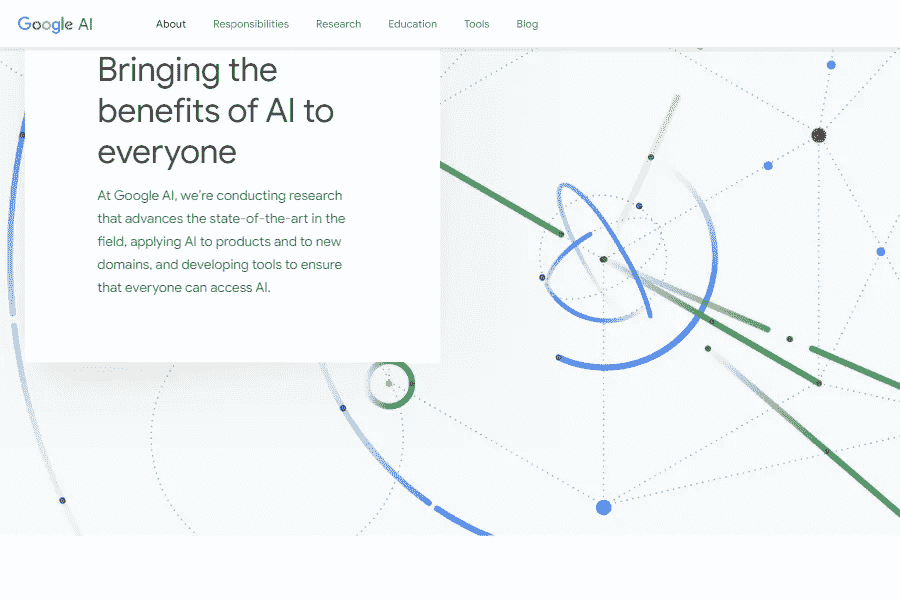 Google AI About Responsibilities Research Education Tools Blog
Bringing the
benefits of AI to
everyone
At Google AI, we're conducting research
that advances the state-of-the-art in the
field, applying AI to products and to new
domains, and developing tools to ensure
that everyone can access AI.